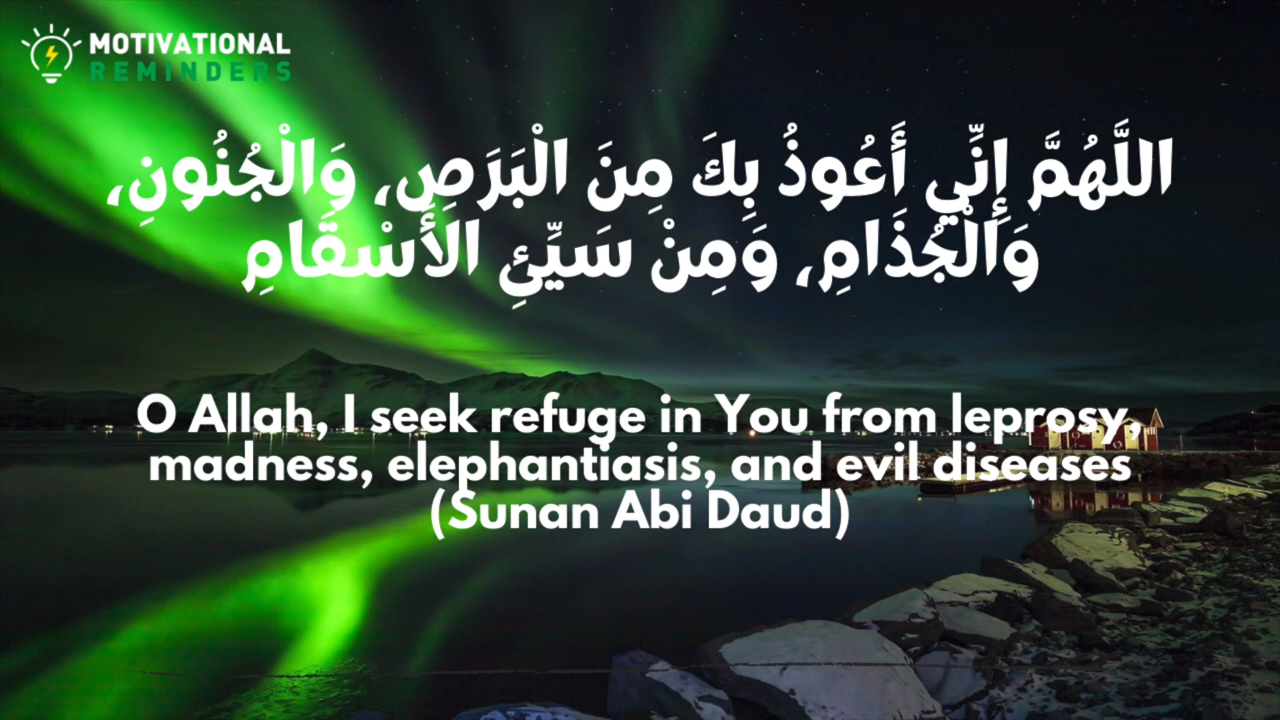 MOTIVATIONAL
REMINDERS
اللَّهُمَّ إِنِّي أَعُوذُ بِكَ مِنَ الْبَرَصِ، وَالْجُنُونِ،
وَالْجُذَامِ، وَمِنْ سَيِّئِ الأَسْقَامِ
O Allah, I seek refuge in You from leprosy,
madness, elephantiasis, and evil diseases
(Sunan Abi Daud)